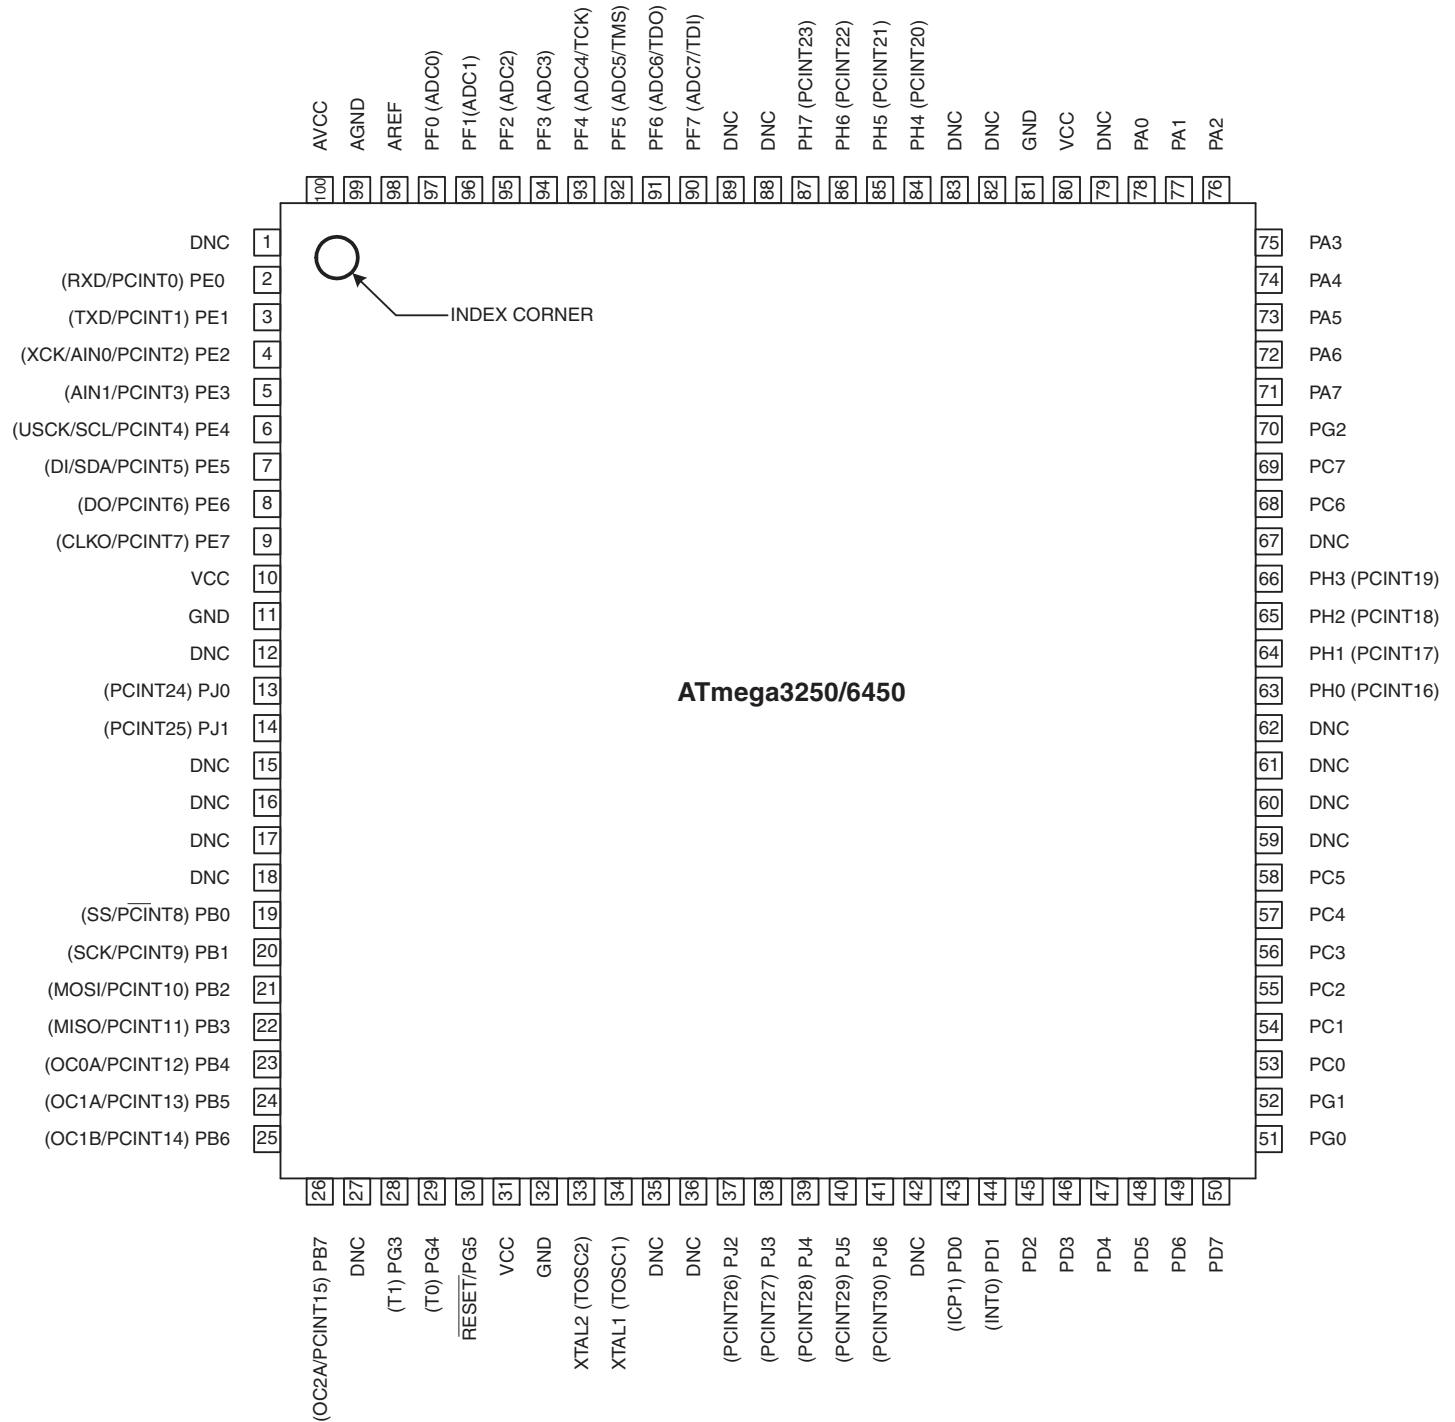 AVCC
AGND
AREF
PF0 (ADC0)
PF1(ADC1)
PF2 (ADC2)
PF3 (ADC3)
PF4 (ADC4/TCK)
PF5 (ADC5/TMS)
PF6 (ADC6/TDO)
PF7 (ADC7/TDI)
DNC
DNC
PH7 (PCINT23)
PH6 (PCINT22)
PH5 (PCINT21)
PH4 (PCINT20)
DNC
DNC
GND
VCC
DNC
PA0
PA1
PA2
100
99
98
97
96
95
94
93
92
91
90
89
88
87
86
85
84
83
82
81
80
79
78
77
76
DNC 1
(RXD/PCINT0) PE0 2
(TXD/PCINT1) PE1 3
(XCK/AIN0/PCINT2) PE2 4
(AIN1/PCINT3) PE3 5
(USCK/SCL/PCINT4) PE4 6
(DI/SDA/PCINT5) PE5 7
(DO/PCINT6) PE6 8
(CLKO/PCINT7) PE7 9
VCC 10
GND 11
DNC 12
(PCINT24) PJ0 13
(PCINT25) PJ1 14
DNC 15
DNC 16
DNC 17
DNC 18
(SS/PCINT8) PB0 19
(SCK/PCINT9) PB1 20
(MOSI/PCINT10) PB2 21
(MISO/PCINT11) PB3 22
(OC0A/PCINT12) PB4 23
(OC1A/PCINT13) PB5 24
(OC1B/PCINT14) PB6 25
INDEX CORNER
ATmega3250/6450
75 PA3
74 PA4
73 PA5
72 PA6
71 PA7
70 PG2
69 PC7
68 PC6
67 DNC
66 PH3 (PCINT19)
65 PH2 (PCINT18)
64 PH1 (PCINT17)
63 PH0 (PCINT16)
62 DNC
61 DNC
60 DNC
59 DNC
58 PC5
57 PC4
56 PC3
55 PC2
54 PC1
53 PC0
52 PG1
51 PG0
26
27
28
29
30
31
32
33
34
35
36
37
38
39
40
41
42
43
44
45
46
47
48
49
50
(OC2A/PCINT15) PB7
DNC
(T1) PG3
(T0) PG4
RESET/PG5
VCC
GND
XTAL2 (TOSC2)
XTAL1 (TOSC1)
DNC
DNC
(PCINT26) PJ2
(PCINT27) PJ3
(PCINT28) PJ4
(PCINT29) PJ5
(PCINT30) PJ6
DNC
(ICP1) PD0
(INT0) PD1
PD2
PD3
PD4
PD5
PD6
PD7